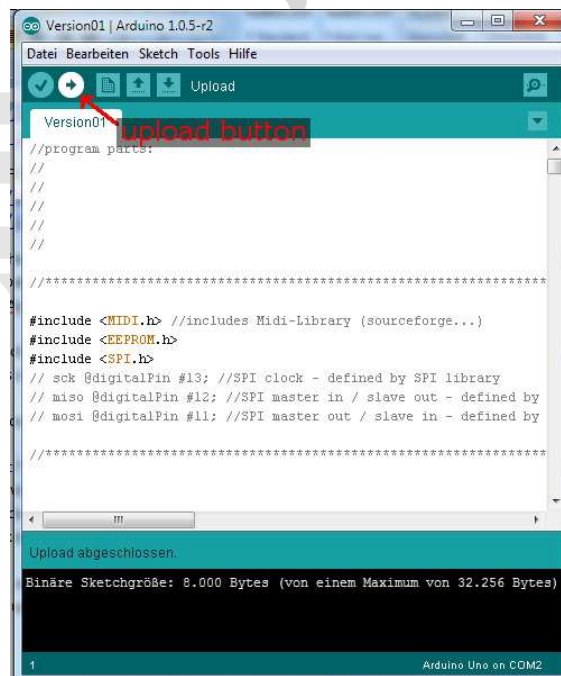 Version01 | Arduino 1.0.5-r2
Datei Bearbeiten Sketch Tools Hilfe
Upload
Version01
upload button
//program parts:
//
//
//
//
//
//******************************************************************
#include <MIDI.h> //includes Midi-Library (sourceforge...)
#include <EEPROM.h>
#include <SPI.h>
// sck @digitalPin #13; //SPI clock - defined by SPI library
// miso @digitalPin #12; //SPI master in / slave out - defined by
// mosi @digitalPin #11; //SPI master out / slave in - defined by
//******************************************************************
Upload abgeschlossen.
Binäre Sketchgröße: 8.000 Bytes (von einem Maximum von 32.256 Bytes)
1
Arduino Uno on COM2